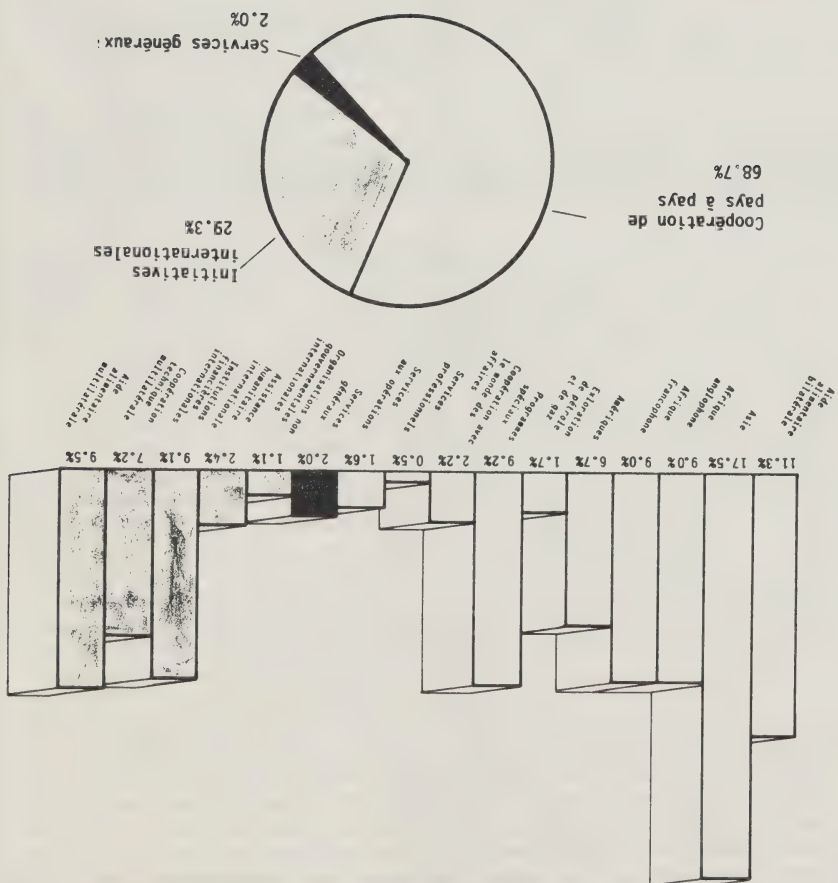 11.3% 17.5% 9.0% 9.0% 6.7% 1.7% 9.2% 2.2% 0.5% 1.6% 2.0% 1.1% 2.4% 9.1% 7.2% 9.5%
Aide
alimentaire
bilatérale
Asie
Afrique
anglophone
Afrique
francophone
Amériques
Exploration
de pétrole
et de gaz
Programmes
spéciaux
Coopération avec
le monde des
affaires
Services
professionnels
Services
aux opérations
Services
généraux
Organisations non
gouvernementales
internationales
Assistance
humanitaire
internationale
Institutions
financières
internationales
Coopération
technique
multilatérale
Aide
alimentaire
multilatérale
Initiatives
internationales
29.3%
Coopération de
pays à pays
68.7%
Services généraux
2.0%